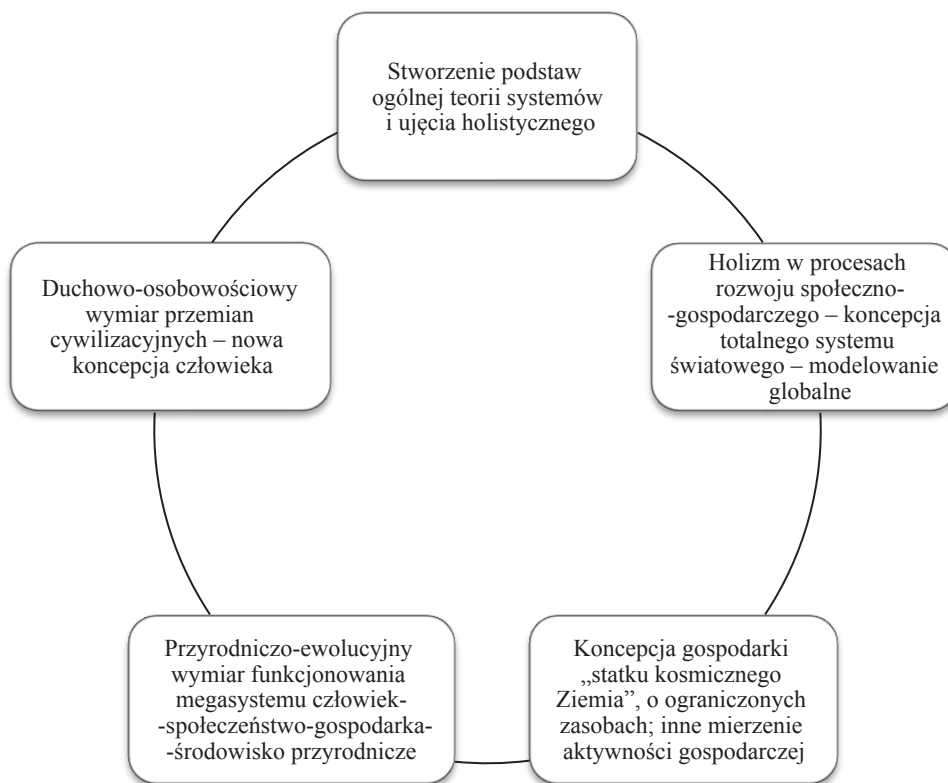 Stworzenie podstaw
ogólnej teorii systemów
i ujęcia holistycznego
Duchowo-osobowościowy
wymiar przemian
cywilizacyjnych – nowa
koncepcja człowieka
Holizm w procesach
rozwoju społeczno-
-gospodarczego – koncepcja
totalnego systemu
światowego – modelowanie
globalne
Przyrodniczo-ewolucyjny
wymiar funkcjonowania
megasystemu człowiek-
-społeczeństwo-gospodarka-
-środowisko przyrodnicze
Koncepcja gospodarki
„statku kosmicznego
Ziemia”, o ograniczonych
zasobach; inne mierzenie
aktywności gospodarczej